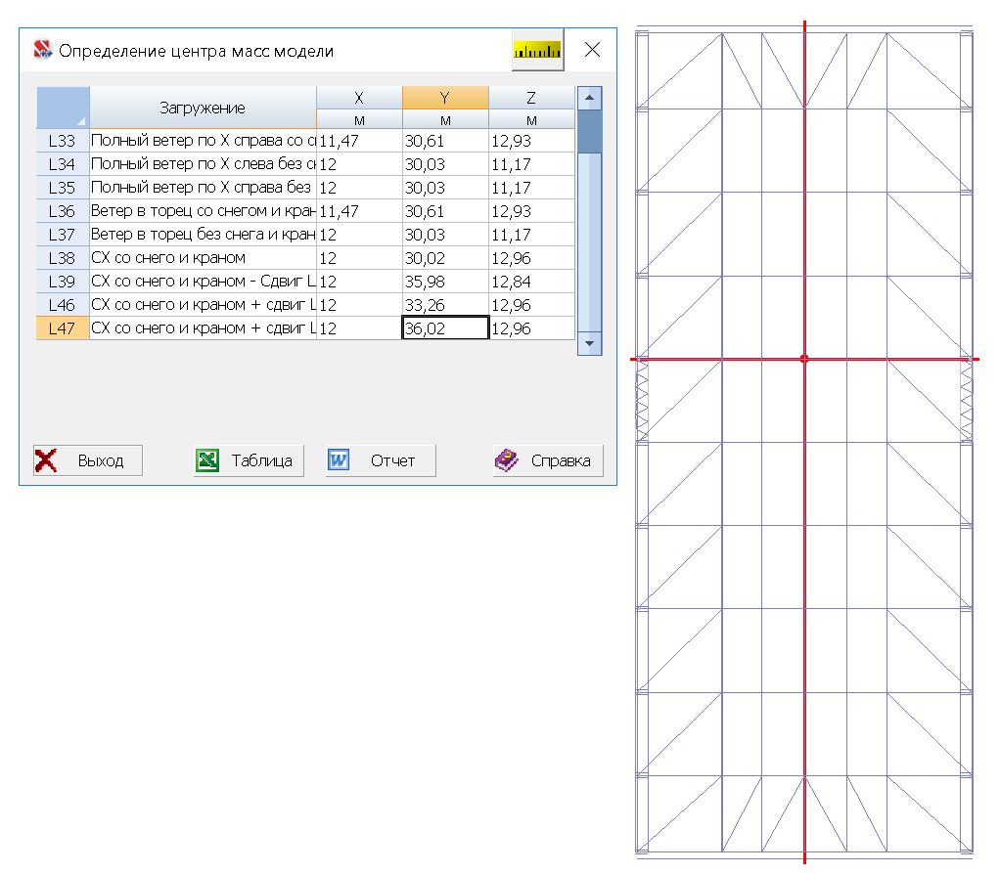 Определение центра масс модели
Загружение X Y Z
м м м
L33 Полный ветер по X справа со сн 11,47 30,61 12,93
L34 Полный ветер по X слева без сн 12 30,03 11,17
L35 Полный ветер по X справа без 12 30,03 11,17
L36 Ветер в торец со снегом и кран 11,47 30,61 12,93
L37 Ветер в торец без снега и кран 12 30,03 11,17
L38 СХ со снего и краном 12 30,02 12,96
L39 СХ со снего и краном - Сдвиг L 12 35,98 12,84
L46 СХ со снего и краном + сдвиг L 12 33,26 12,96
L47 СХ со снего и краном + сдвиг L 12 36,02 12,96
Выход Таблица Отчет Справка